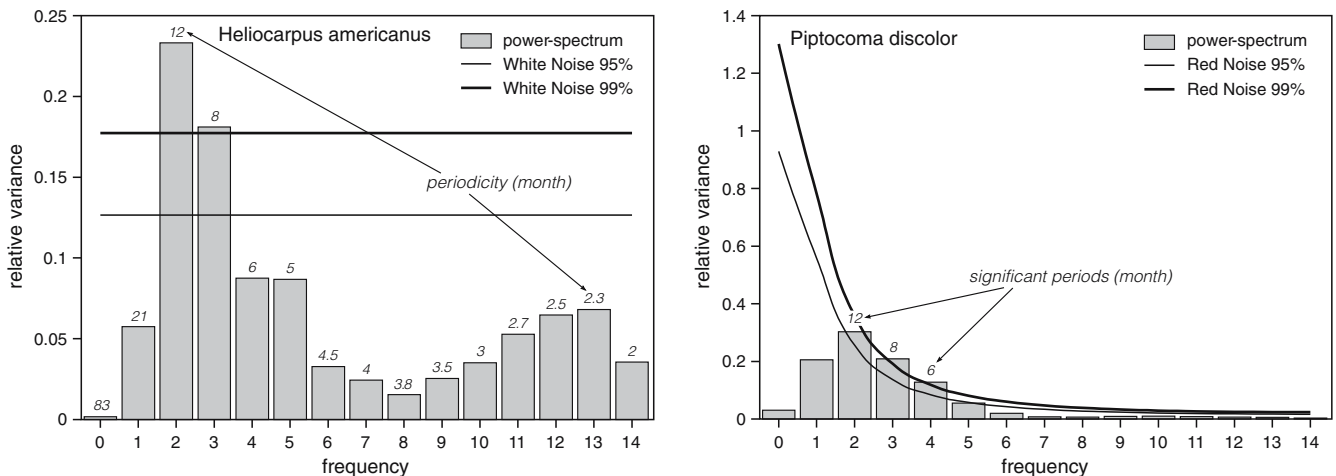 Heliocarpus americanus
power-spectrum
White Noise 95%
White Noise 99%
relative variance
0.25
0.2
0.15
0.1
0.05
0
83
21
12
8
6
5
4.5
4
3.8
3.5
3
2.7
2.5
2.3
2
periodicity (month)
0 1 2 3 4 5 6 7 8 9 10 11 12 13 14
frequency
Piptocoma discolor
power-spectrum
Red Noise 95%
Red Noise 99%
relative variance
1.4
1.2
1
0.8
0.6
0.4
0.2
0
significant periods (month)
12
8
6
0 1 2 3 4 5 6 7 8 9 10 11 12 13 14
frequency